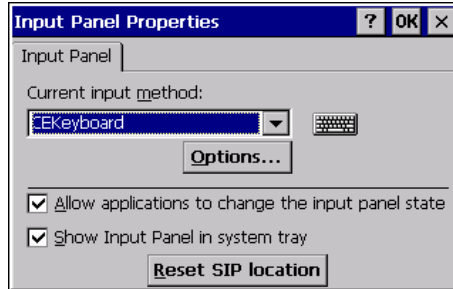 Input Panel Properties ? OK ×
Input Panel
Current input method:
CEKeyboard
Options...
Allow applications to change the input panel state
Show Input Panel in system tray
Reset SIP location